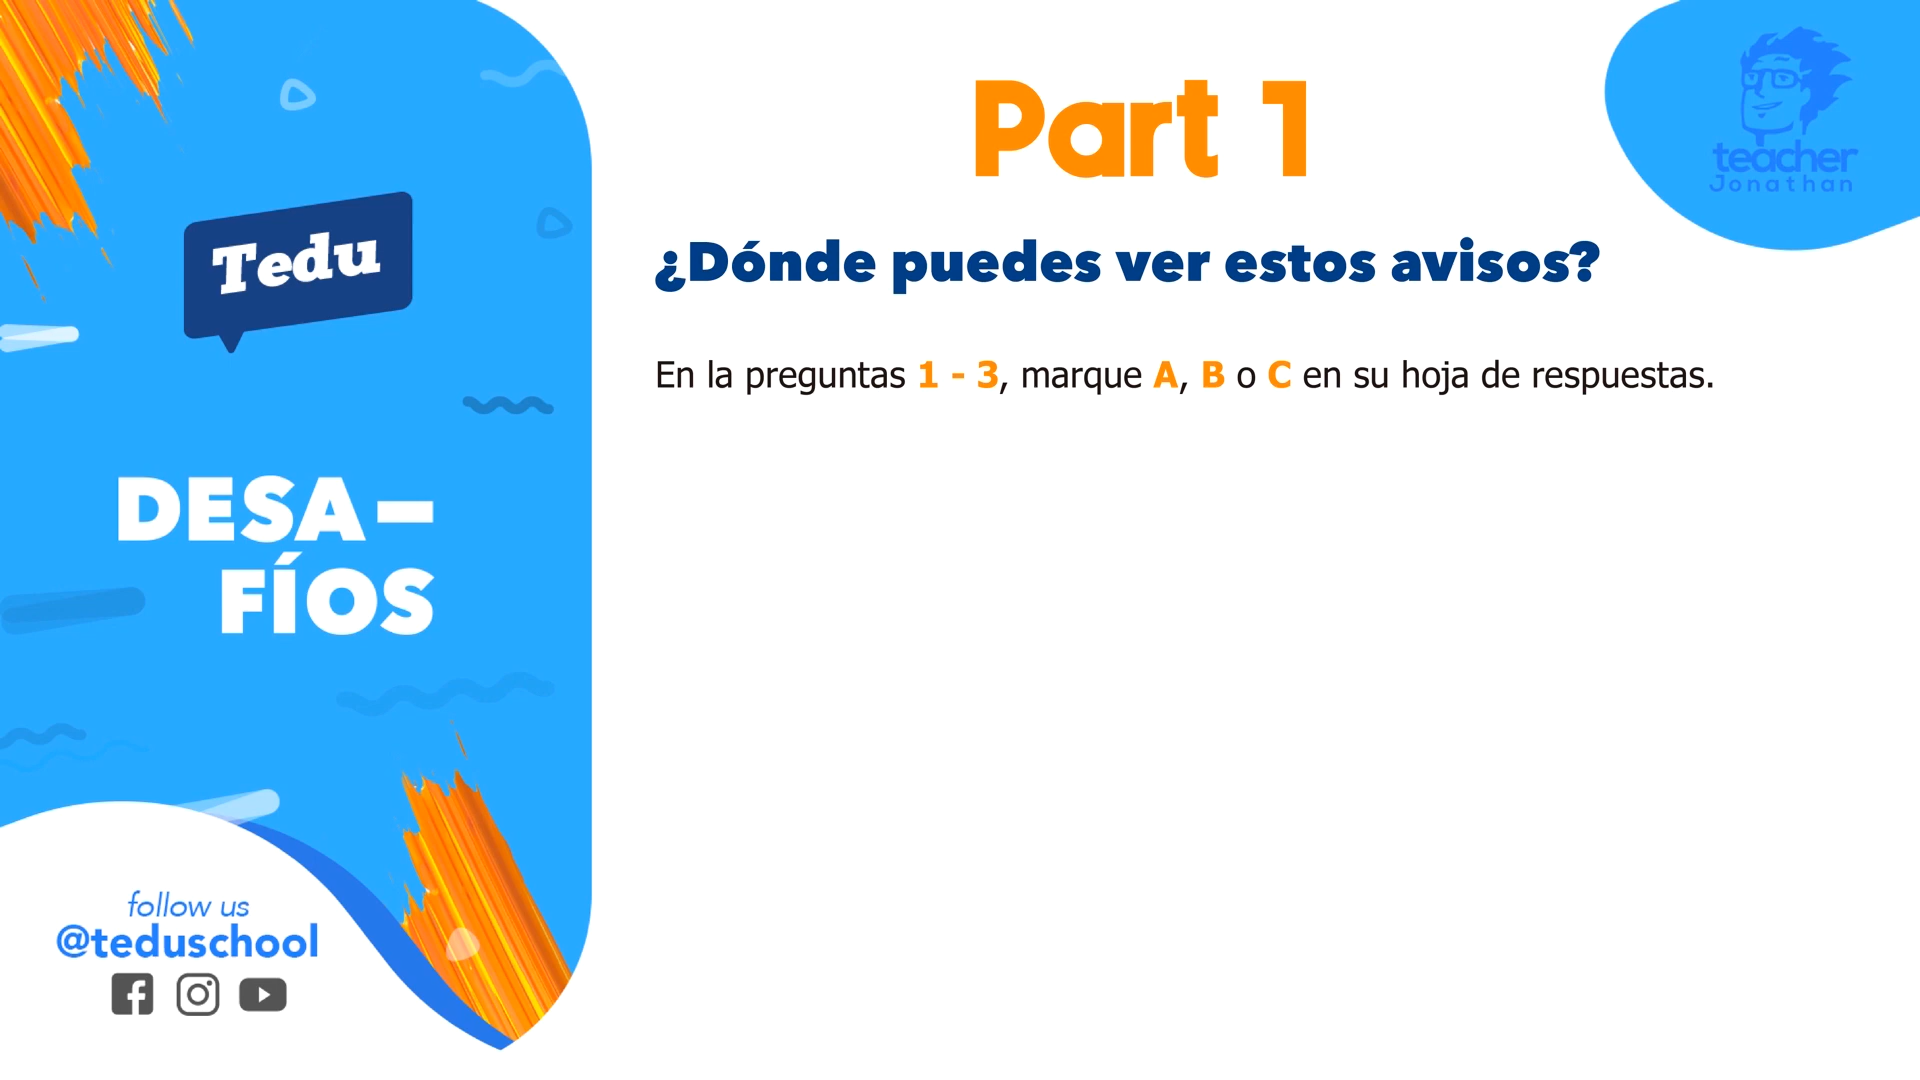 Tedu
DESA–
FÍOS
follow us
@teduschool
Part 1
¿Dónde puedes ver estos avisos?
En la preguntas 1 - 3, marque A, B o C en su hoja de respuestas.
teacher
Jonathan